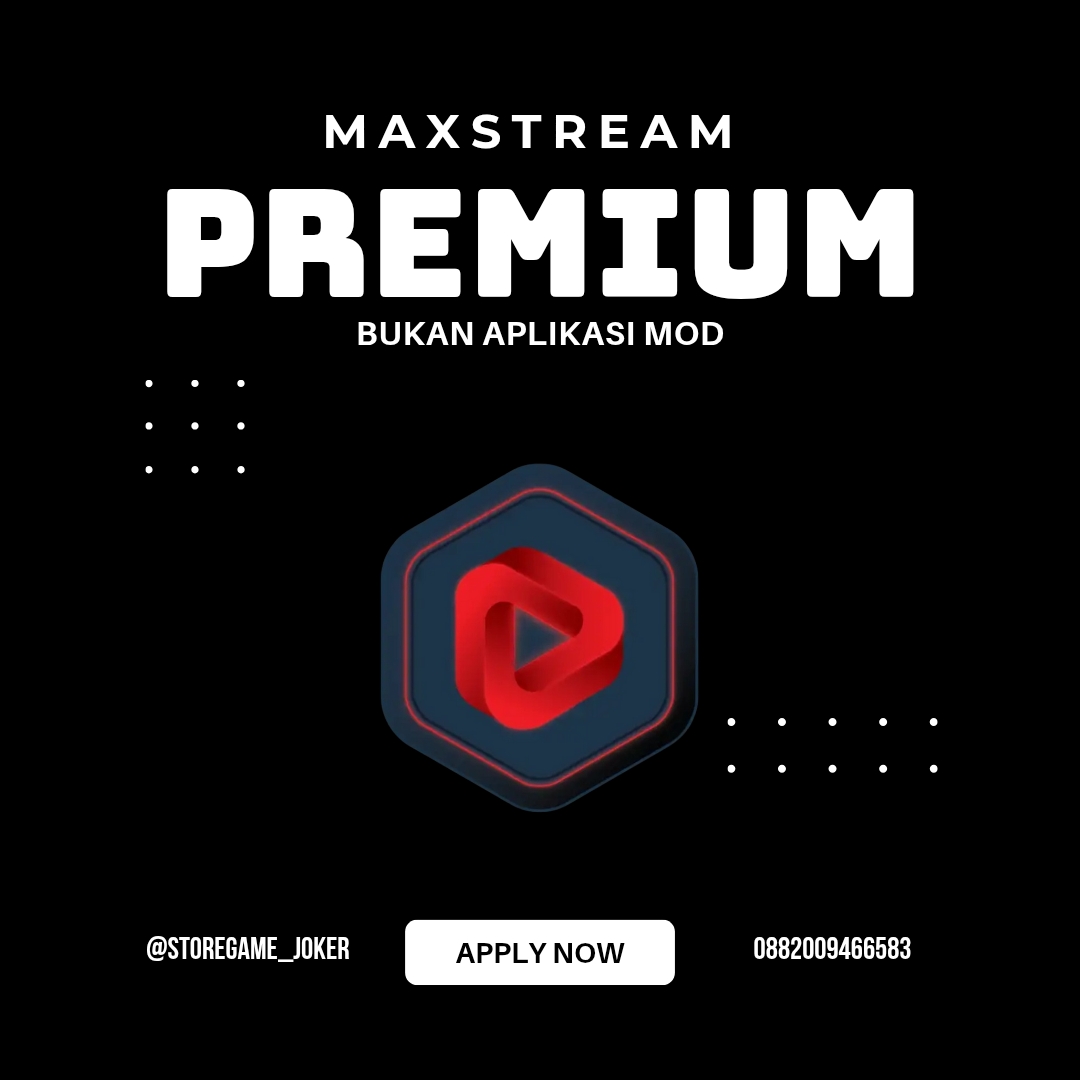 MAXSTREAM
PREMIUM
BUKAN APLIKASI MOD
@STOREGAME_JOKER
APPLY NOW
0882009466583